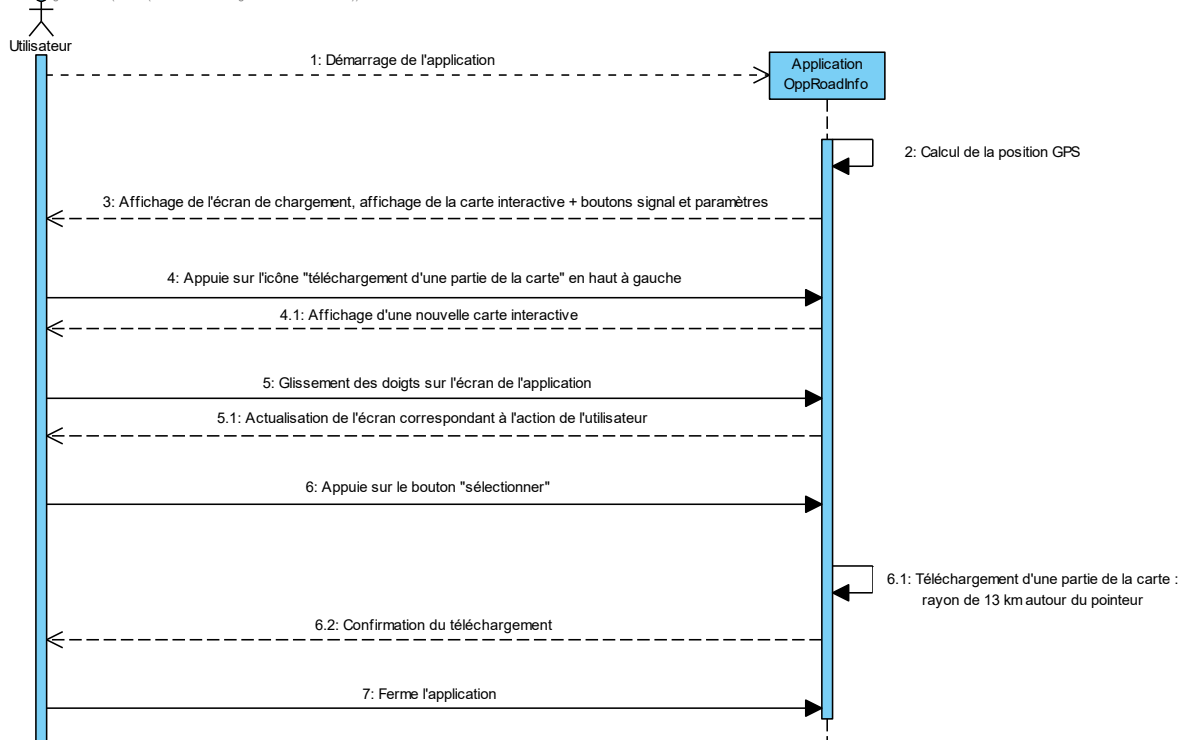 Utilisateur
1: Démarrage de l'application
Application
OppRoadInfo
2: Calcul de la position GPS
3: Affichage de l'écran de chargement, affichage de la carte interactive + boutons signal et paramètres
4: Appuie sur l'icône "téléchargement d'une partie de la carte" en haut à gauche
4.1: Affichage d'une nouvelle carte interactive
5: Glissement des doigts sur l'écran de l'application
5.1: Actualisation de l'écran correspondant à l'action de l'utilisateur
6: Appuie sur le bouton "sélectionner"
6.1: Téléchargement d'une partie de la carte :
rayon de 13 km autour du pointeur
6.2: Confirmation du téléchargement
7: Ferme l'application